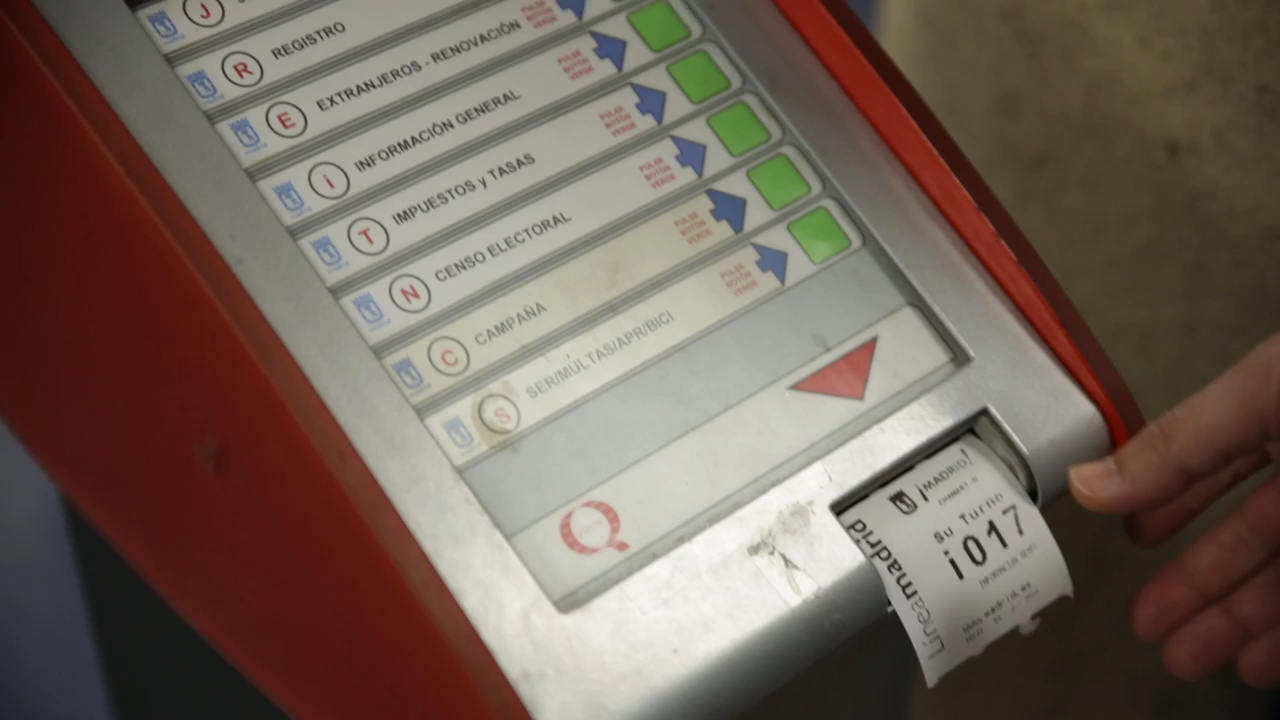 J
R REGISTRO
E EXTRANJEROS - RENOVACIÓN PULSE BOTÓN VERDE
i INFORMACIÓN GENERAL PULSE BOTÓN VERDE
T IMPUESTOS y TASAS PULSE BOTÓN VERDE
N CENSO ELECTORAL PULSE BOTÓN VERDE
C CAMPAÑA PULSE BOTÓN VERDE
S SER/MÚLTAS/APR/BICI PULSE BOTÓN VERDE
Q
¡MADRID!
Su Turno
i017
Líneamadrid